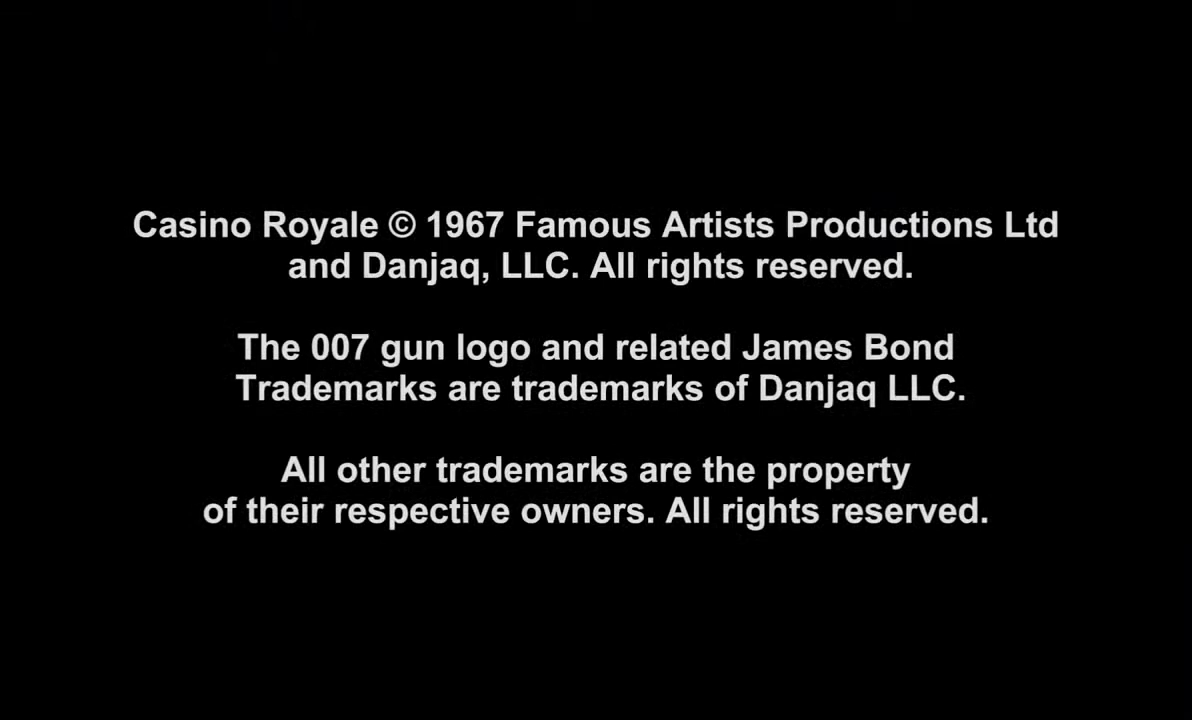 Casino Royale © 1967 Famous Artists Productions Ltd
and Danjaq, LLC. All rights reserved.
The 007 gun logo and related James Bond
Trademarks are trademarks of Danjaq LLC.
All other trademarks are the property
of their respective owners. All rights reserved.